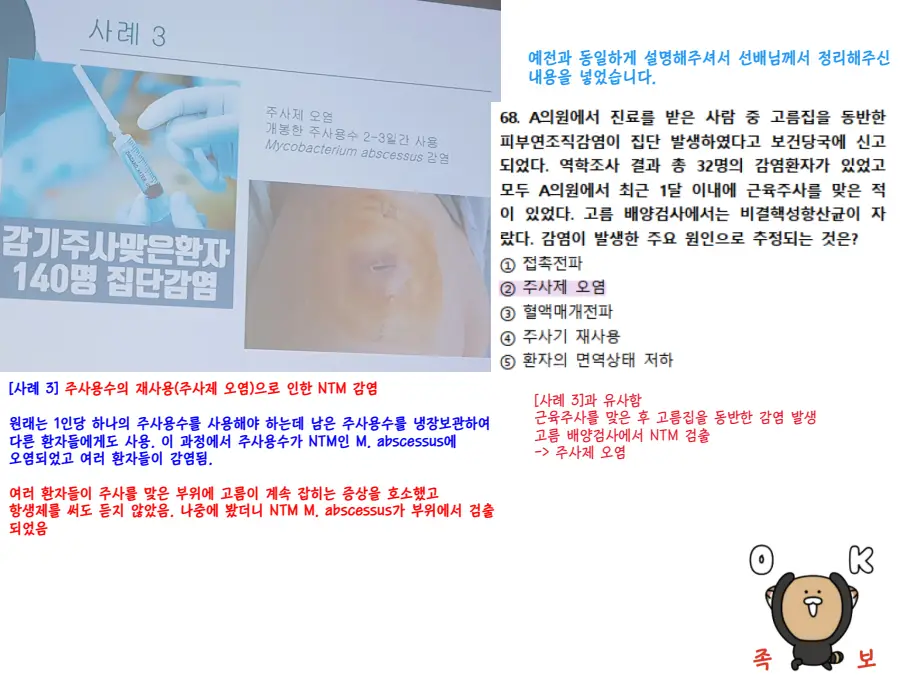 사례 3
주사제 오염
개봉한 주사용수 2-3일간 사용
Mycobacterium abscessus 감염
감기주사맞은환자
140명 집단감염
[사례 3] 주사용수의 재사용(주사제 오염)으로 인한 NTM 감염
원래는 1인당 하나의 주사용수를 사용해야 하는데 남은 주사용수를 냉장보관하여
다른 환자들에게도 사용. 이 과정에서 주사용수가 NTM인 M. abscessus에
오염되었고 여러 환자들이 감염됨.
여러 환자들이 주사를 맞은 부위에 고름이 계속 잡히는 증상을 호소했고
항생제를 써도 듣지 않았음. 나중에 봤더니 NTM M. abscessus가 부위에서 검출
되었음
예전과 동일하게 설명해주셔서 선배님께서 정리해주신
내용을 넣었습니다.
68. A의원에서 진료를 받은 사람 중 고름집을 동반한
피부연조직감염이 집단 발생하였다고 보건당국에 신고
되었다. 역학조사 결과 총 32명의 감염환자가 있었고
모두 A의원에서 최근 1달 이내에 근육주사를 맞은 적
이 있었다. 고름 배양검사에서는 비결핵성항산균이 자
랐다. 감염이 발생한 주요 원인으로 추정되는 것은?
① 접촉전파
② 주사제 오염
③ 혈액매개전파
④ 주사기 재사용
⑤ 환자의 면역상태 저하
[사례 3]과 유사함
근육주사를 맞은 후 고름집을 동반한 감염 발생
고름 배양검사에서 NTM 검출
-> 주사제 오염
O K
족 보